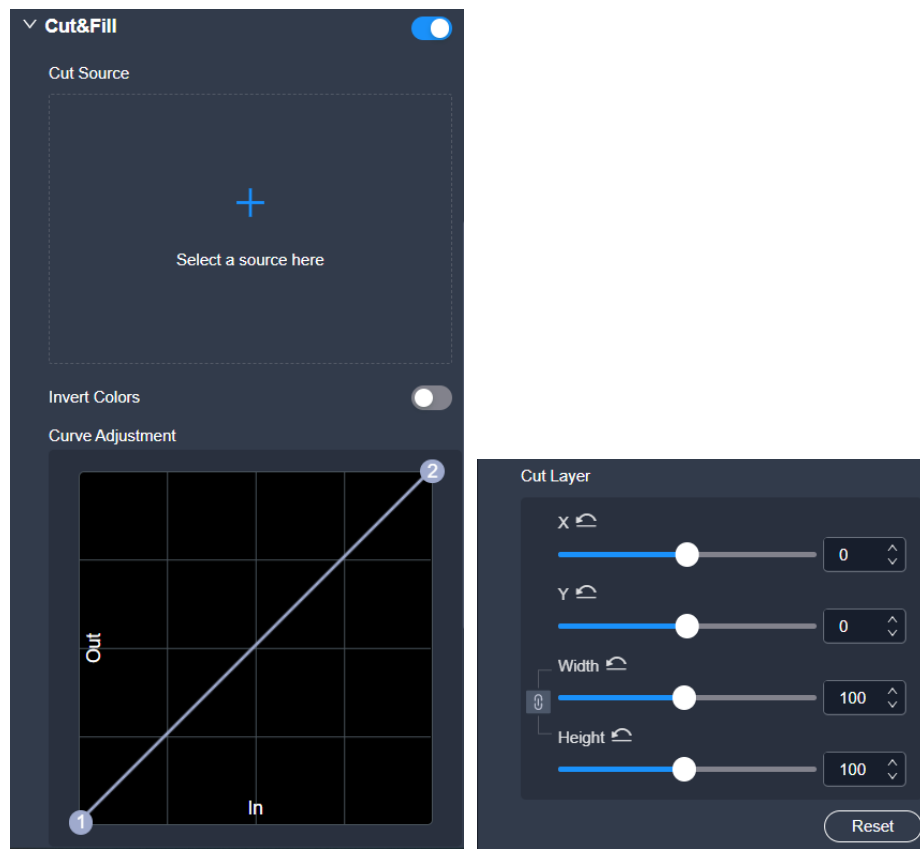 Cut&Fill
Cut Source
Select a source here
Invert Colors
Curve Adjustment
2
Out
In
1
Cut Layer
X
0
Y
0
Width
100
Height
100
Reset